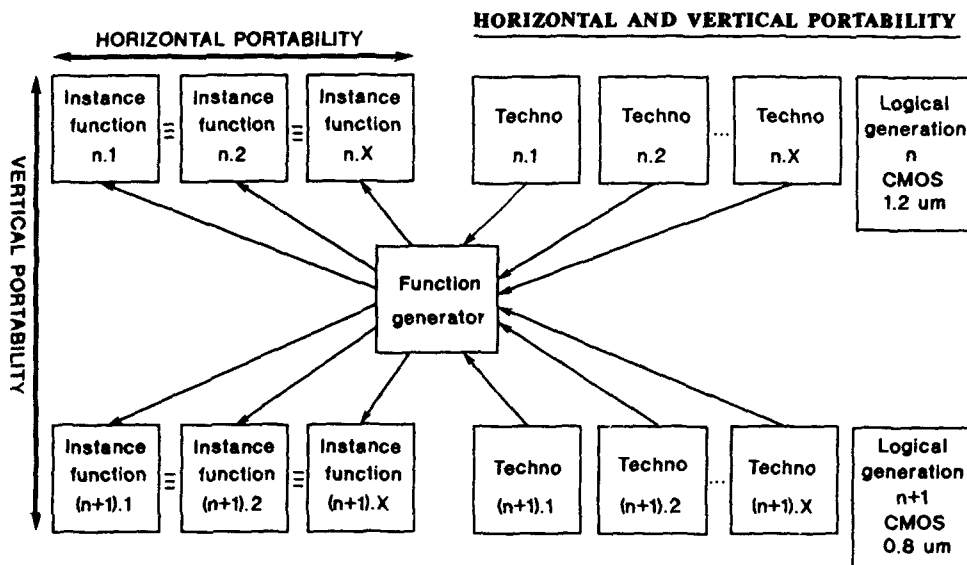 HORIZONTAL AND VERTICAL PORTABILITY
HORIZONTAL PORTABILITY
VERTICAL PORTABILITY
Instance
function
n.1
≡
Instance
function
n.2
≡
Instance
function
n.X
Techno
n.1
Techno
n.2
...
Techno
n.X
Logical
generation
n
CMOS
1.2 um
Function
generator
Instance
function
(n+1).1
≡
Instance
function
(n+1).2
≡
Instance
function
(n+1).X
Techno
(n+1).1
Techno
(n+1).2
...
Techno
(n+1).X
Logical
generation
n+1
CMOS
0.8 um